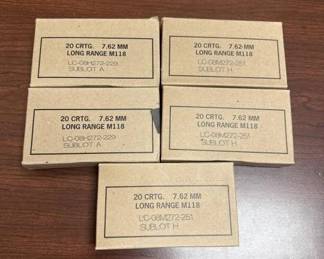 20 CRTG. 7.62 MM
LONG RANGE M118
LC-08H272-229
SUBLOT A
20 CRTG. 7.62 MM
LONG RANGE M118
LC-08M272-251
SUBLOT H
20 CRTG. 7.62 MM
LONG RANGE M118
LC-08H272-229
SUBLOT A
20 CRTG. 7.62 MM
LONG RANGE M118
LC-08M272-251
SUBLOT H
20 CRTG. 7.62 MM
LONG RANGE M118
LC-08M272-251
SUBLOT H